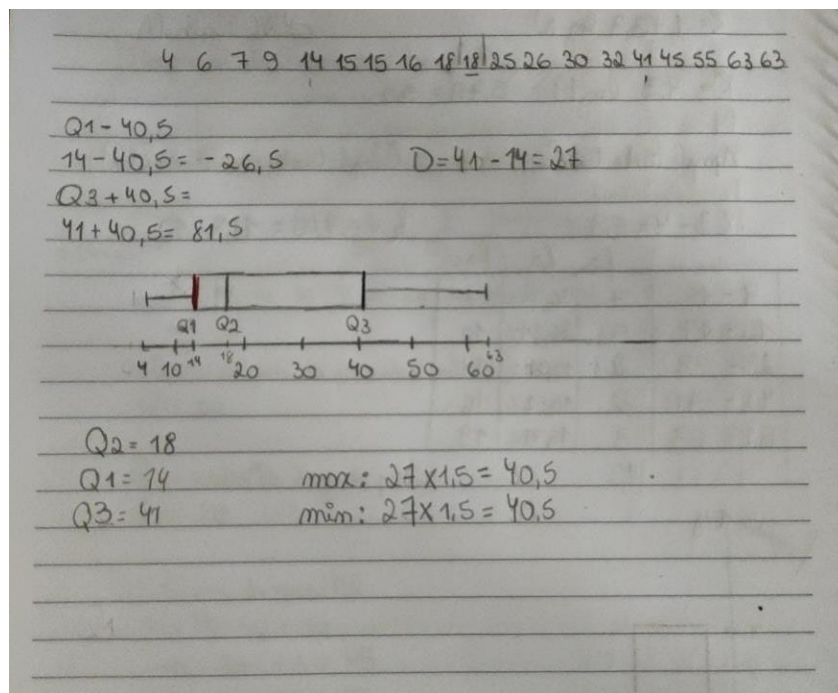 4 6 7 9 14 15 15 16 18 |18| 25 26 30 32 41 45 55 63 63
Q1 - 40,5
14 - 40,5 = - 26,5 D = 41 - 14 = 27
Q3 + 40,5 =
41 + 40,5 = 81,5
Q1 Q2 Q3
4 10 14 18 20 30 40 50 60 63
Q2 = 18
Q1 = 14 max: 27 x 1,5 = 40,5
Q3 = 41 min: 27 x 1,5 = 40,5